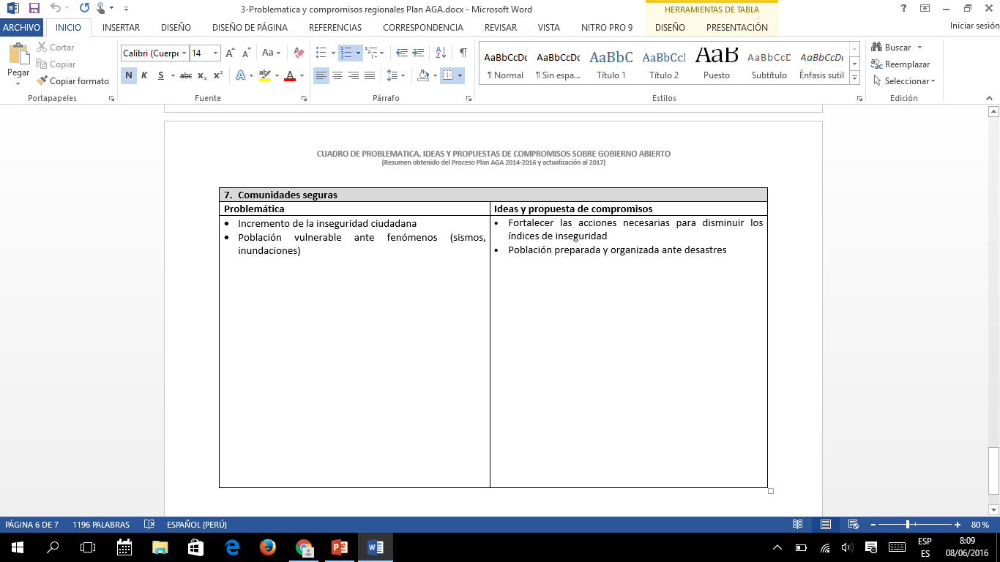 3-Problematica y compromisos regionales Plan AGA.docx - Microsoft Word
HERRAMIENTAS DE TABLA
ARCHIVO INICIO INSERTAR DISEÑO DISEÑO DE PÁGINA REFERENCIAS CORRESPONDENCIA REVISAR VISTA NITRO PRO 9 DISEÑO PRESENTACIÓN Iniciar sesión
Pegar
Cortar
Copiar
Copiar formato
Portapapeles
Calibri (Cuerpo 14
N K S abc x₂ x²
Fuente
Párrafo
AaBbCcDc AaBbCcDc AaBbC AaBbCcI AaB AaBbCcD AaBbCcDc
¶ Normal ¶ Sin espa... Título 1 Título 2 Puesto Subtítulo Énfasis sutil
Estilos
Buscar
Reemplazar
Seleccionar
Edición
CUADRO DE PROBLEMATICA, IDEAS Y PROPUESTAS DE COMPROMISOS SOBRE GOBIERNO ABIERTO
(Resumen obtenido del Proceso Plan AGA 2014-2016 y actualización al 2017)
7. Comunidades seguras
Problemática
• Incremento de la inseguridad ciudadana
• Población vulnerable ante fenómenos (sismos,
inundaciones)
Ideas y propuesta de compromisos
• Fortalecer las acciones necesarias para disminuir los
índices de inseguridad
• Población preparada y organizada ante desastres
PÁGINA 6 DE 7 1196 PALABRAS ESPAÑOL (PERÚ) 80 %
ESP
ES
8:09
08/06/2016